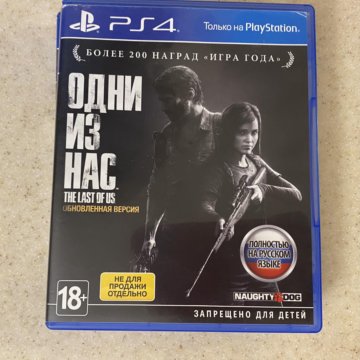 PS4
Только на PlayStation
БОЛЕЕ 200 НАГРАД «ИГРА ГОДА»
ОДНИ
ИЗ
НАС
THE LAST OF US
ОБНОВЛЕННАЯ ВЕРСИЯ
ПОЛНОСТЬЮ
НА РУССКОМ
ЯЗЫКЕ
НЕ ДЛЯ
ПРОДАЖИ
ОТДЕЛЬНО
18+
NAUGHTY DOG
ЗАПРЕЩЕНО ДЛЯ ДЕТЕЙ